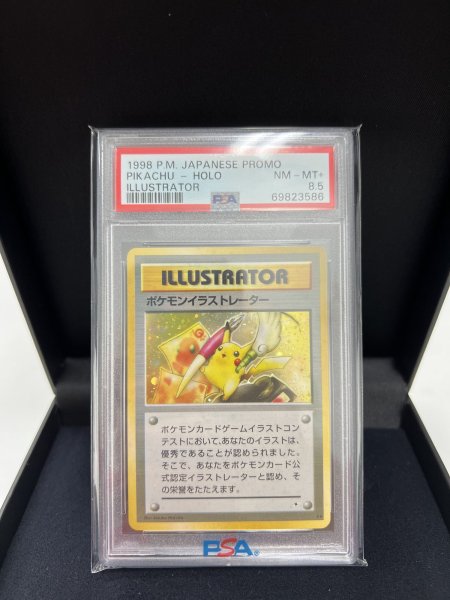 1998 P.M. JAPANESE PROMO
PIKACHU - HOLO NM - MT+
ILLUSTRATOR 8.5
PSA 69823586
ILLUSTRATOR
ポケモンイラストレーター
ポケモンカードゲームイラストコン
テストにおいて、あなたのイラストは、
優秀であることが認められました。
そこで、あなたをポケモンカード公
式認定イラストレーターと認め、そ
の栄誉をたたえます。
PSA